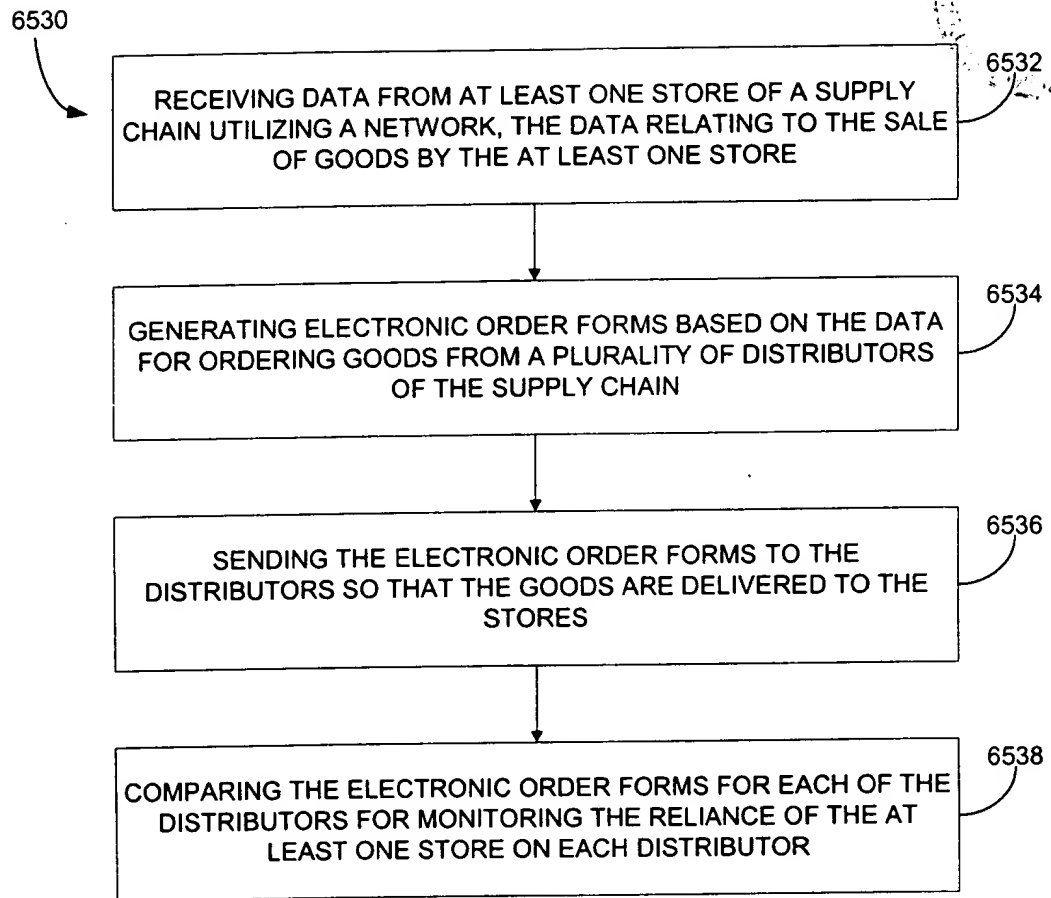 6530
6532
RECEIVING DATA FROM AT LEAST ONE STORE OF A SUPPLY
CHAIN UTILIZING A NETWORK, THE DATA RELATING TO THE SALE
OF GOODS BY THE AT LEAST ONE STORE
6534
GENERATING ELECTRONIC ORDER FORMS BASED ON THE DATA
FOR ORDERING GOODS FROM A PLURALITY OF DISTRIBUTORS
OF THE SUPPLY CHAIN
6536
SENDING THE ELECTRONIC ORDER FORMS TO THE
DISTRIBUTORS SO THAT THE GOODS ARE DELIVERED TO THE
STORES
6538
COMPARING THE ELECTRONIC ORDER FORMS FOR EACH OF THE
DISTRIBUTORS FOR MONITORING THE RELIANCE OF THE AT
LEAST ONE STORE ON EACH DISTRIBUTOR